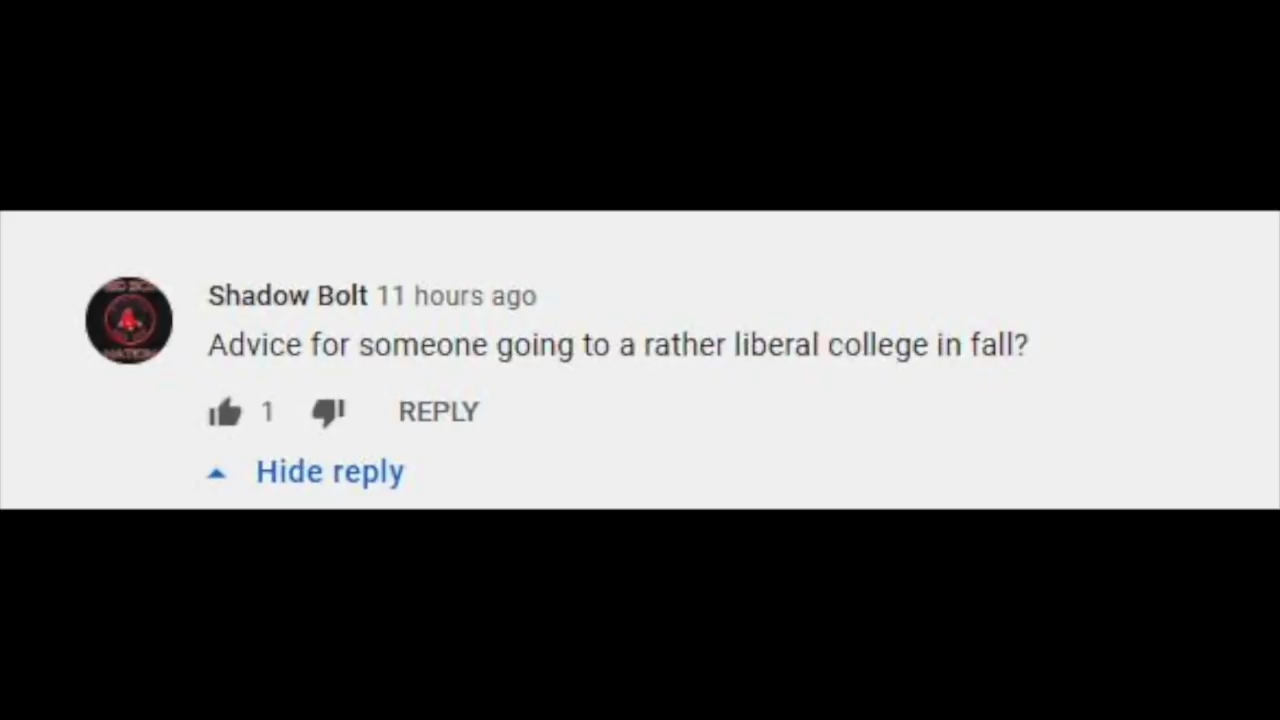 Shadow Bolt 11 hours ago
Advice for someone going to a rather liberal college in fall?
1 REPLY
Hide reply